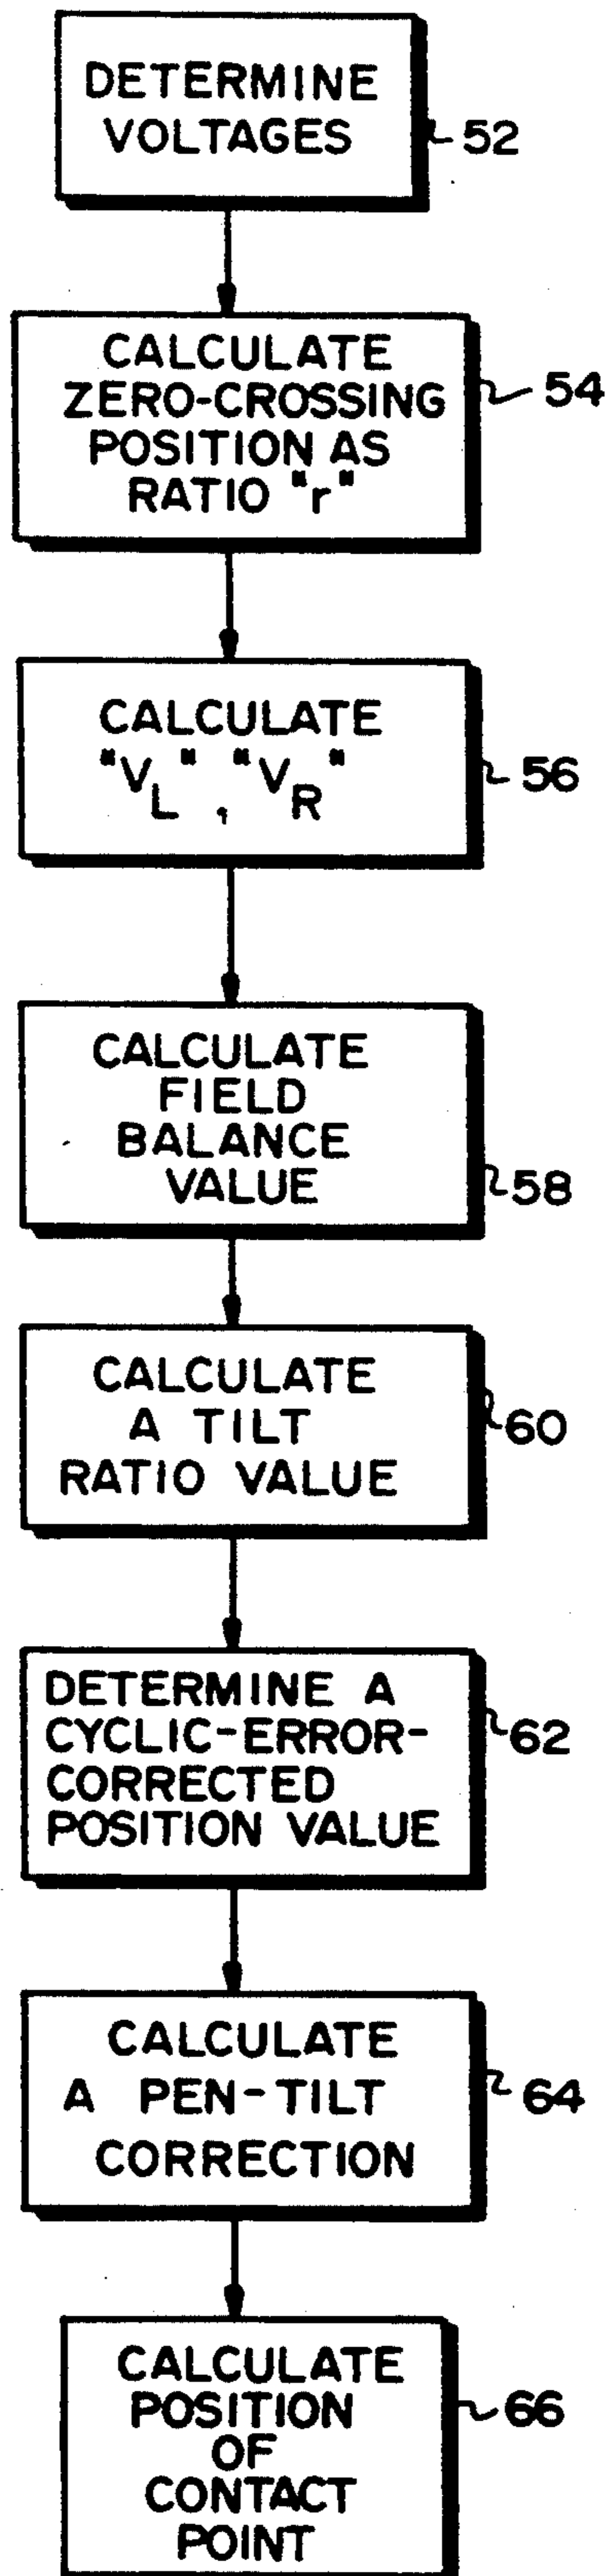 DETERMINE
VOLTAGES
52
CALCULATE
ZERO-CROSSING
POSITION AS
RATIO "r"
54
CALCULATE
"VL", "VR"
56
CALCULATE
FIELD
BALANCE
VALUE
58
CALCULATE
A TILT
RATIO VALUE
60
DETERMINE A
CYCLIC-ERROR-
CORRECTED
POSITION VALUE
62
CALCULATE
A PEN-TILT
CORRECTION
64
CALCULATE
POSITION
OF
CONTACT
POINT
66